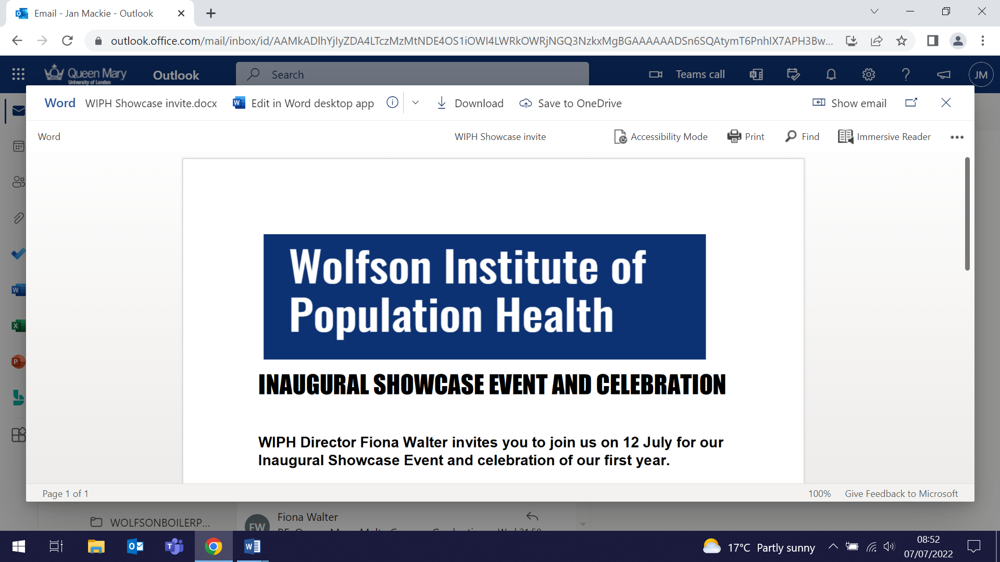 Email - Jan Mackie - Outlook
outlook.office.com/mail/inbox/id/AAMkADlhYjIyZDA4LTczMzMtNDE4OS1iOWI4LWRkOWRjNGQ3NzkxMgBGAAAAAADSn6SQAtymT6PnhIX7APH3Bw...
Queen Mary
University of London
Outlook
Search
Teams call
JM
Word WIPH Showcase invite.docx Edit in Word desktop app Download Save to OneDrive Show email
Word WIPH Showcase invite Accessibility Mode Print Find Immersive Reader
Wolfson Institute of
Population Health
INAUGURAL SHOWCASE EVENT AND CELEBRATION
WIPH Director Fiona Walter invites you to join us on 12 July for our
Inaugural Showcase Event and celebration of our first year.
Page 1 of 1 100% Give Feedback to Microsoft
WOLFSONBOILERP...
FW
Fiona Walter
17°C Partly sunny
08:52
07/07/2022